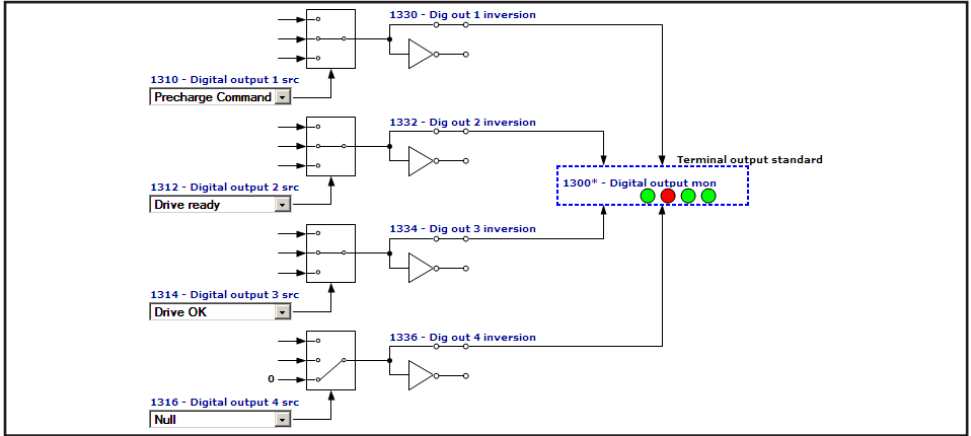 1330 - Dig out 1 inversion
1310 - Digital output 1 src
Precharge Command
1332 - Dig out 2 inversion
Terminal output standard
1300* - Digital output mon
1312 - Digital output 2 src
Drive ready
1334 - Dig out 3 inversion
1314 - Digital output 3 src
Drive OK
1336 - Dig out 4 inversion
0
1316 - Digital output 4 src
Null